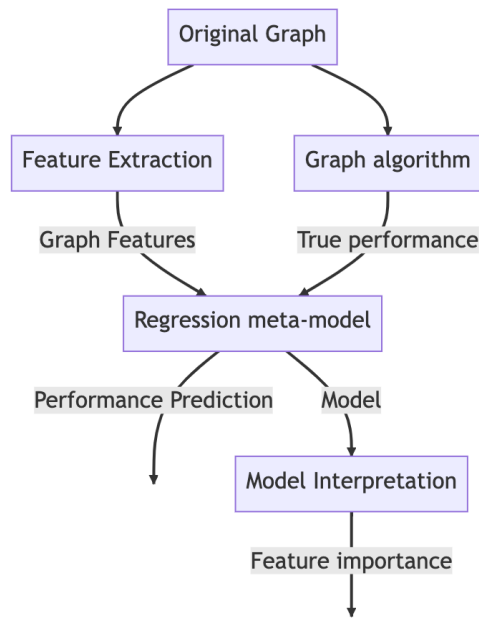 Original Graph
Feature Extraction
Graph algorithm
Graph Features
True performance
Regression meta-model
Performance Prediction
Model
Model Interpretation
Feature importance